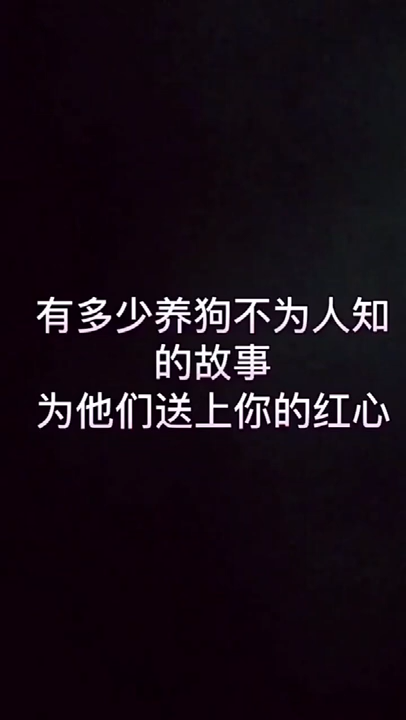 有多少养狗不为人知
的故事
为他们送上你的红心